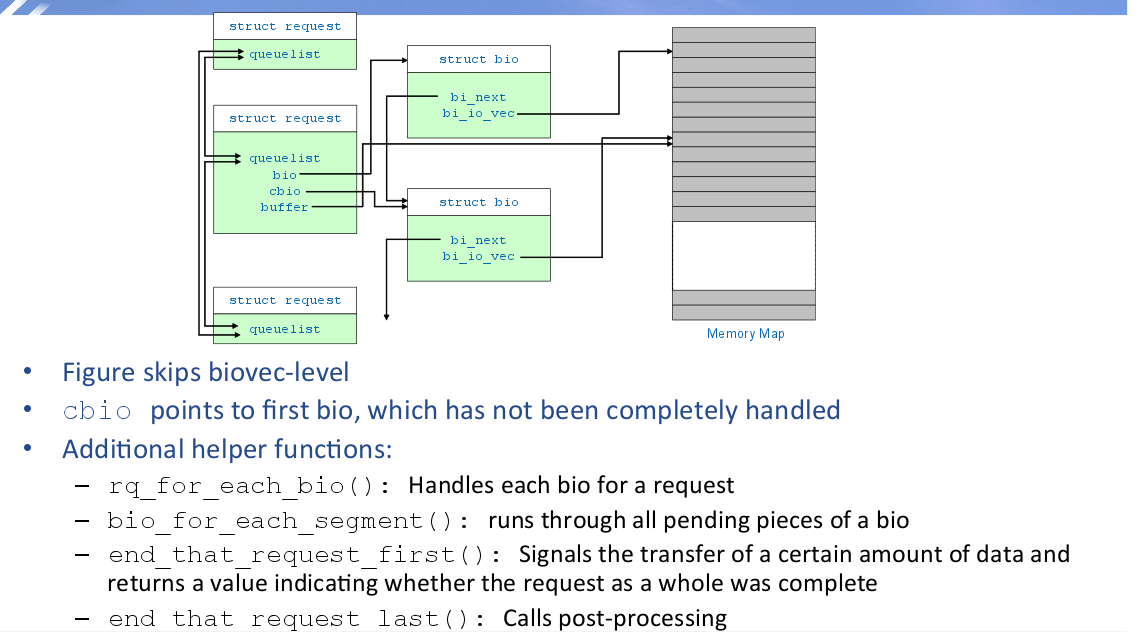 struct request
queuelist
struct bio
bi_next
bi_io_vec
struct request
queuelist
bio
cbio
buffer
struct bio
bi_next
bi_io_vec
struct request
queuelist
Memory Map
• Figure skips biovec-level
• cbio points to first bio, which has not been completely handled
• Additional helper functions:
– rq_for_each_bio(): Handles each bio for a request
– bio_for_each_segment(): runs through all pending pieces of a bio
– end_that_request_first(): Signals the transfer of a certain amount of data and
returns a value indicating whether the request as a whole was complete
– end_that_request_last(): Calls post-processing